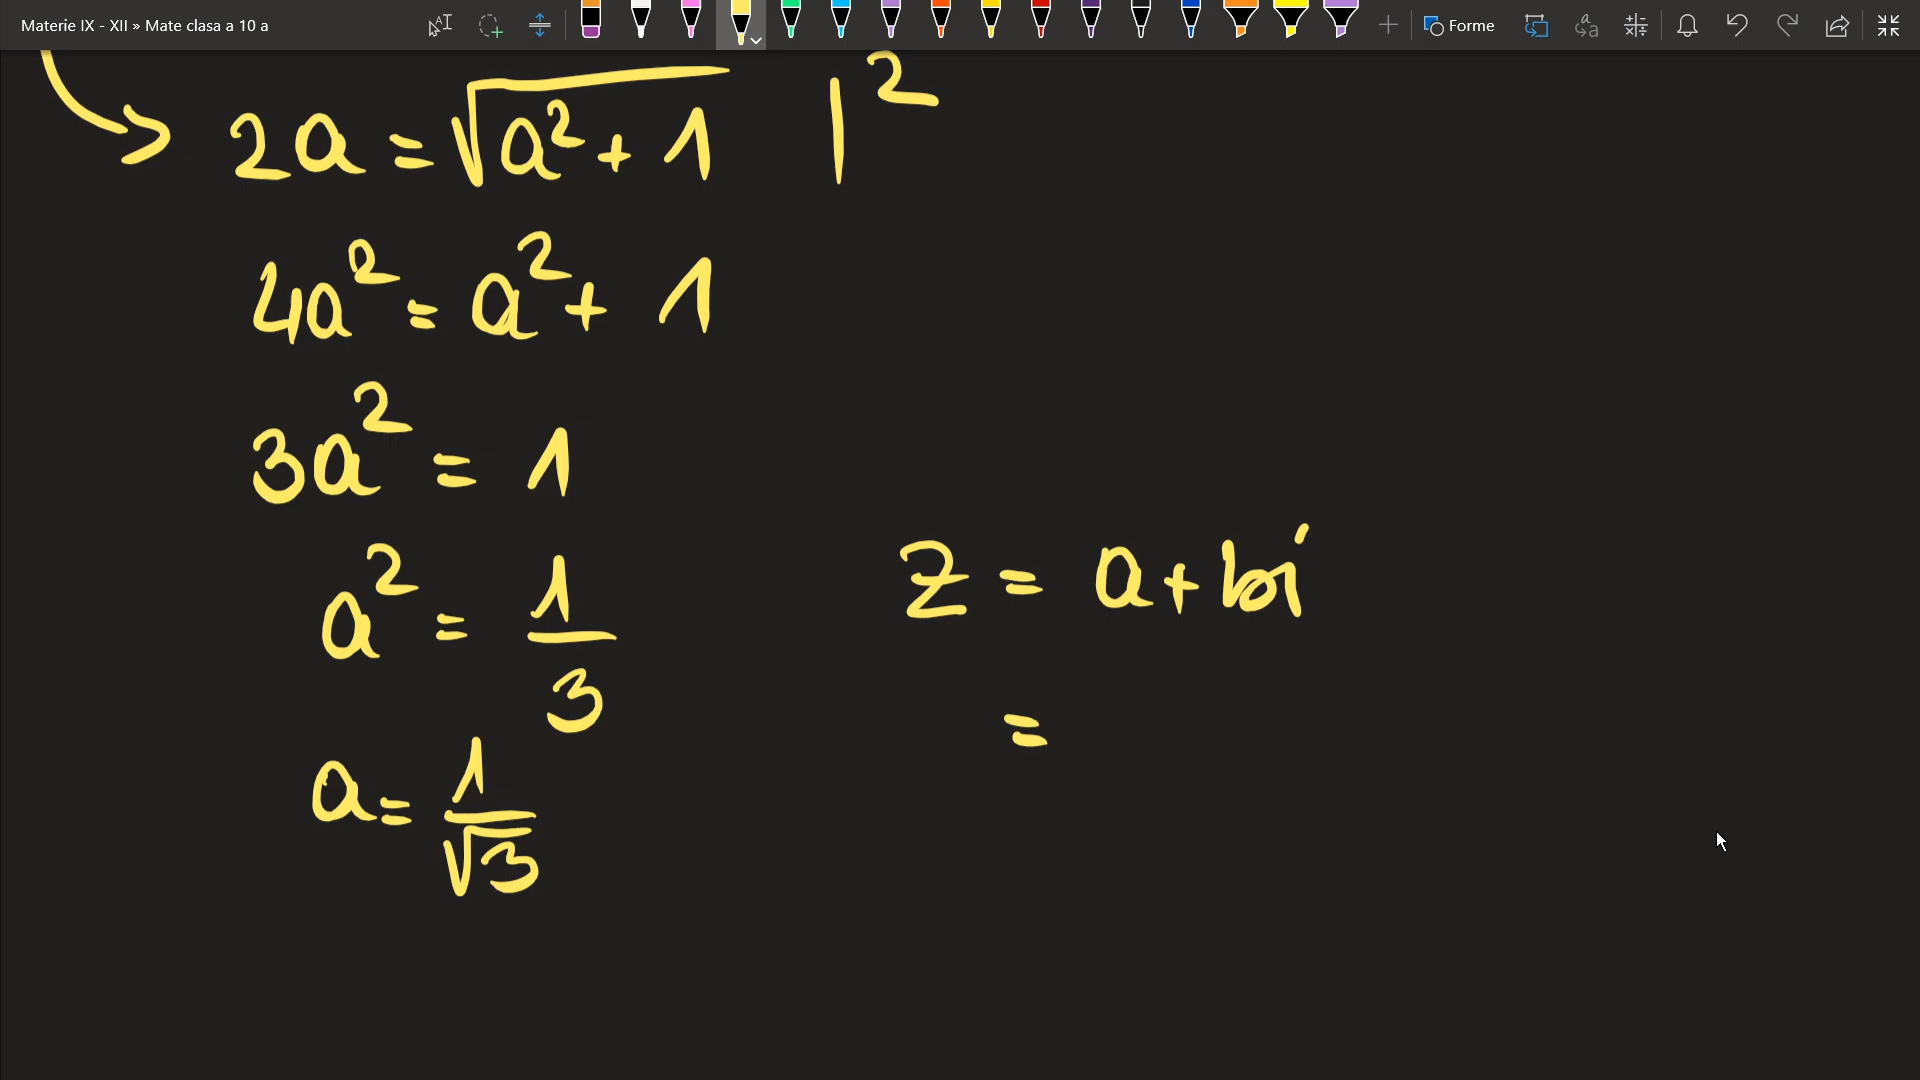 Materie IX - XII » Mate clasa a 10 a
Forme
2a = √a² + 1 |²
4a² = a² + 1
3a² = 1
a² = 1/3
z = a + bi
=
a = 1/√3